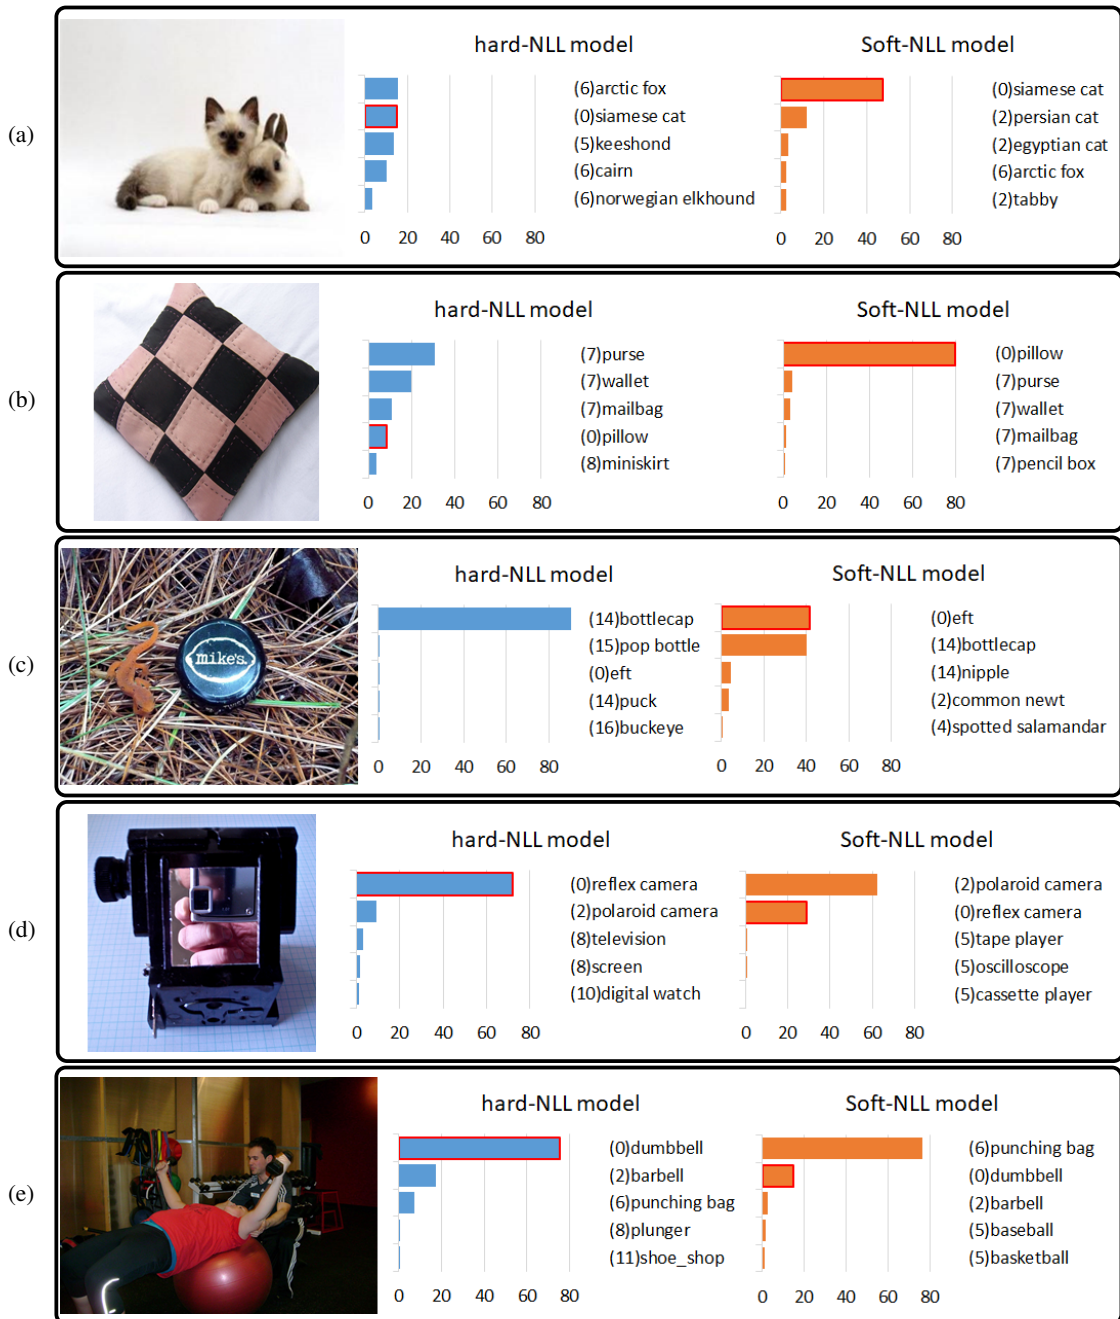 (a)
hard-NLL model
(6)arctic fox
(0)siamese cat
(5)keeshond
(6)cairn
(6)norwegian elkhound
0 20 40 60 80
Soft-NLL model
(0)siamese cat
(2)persian cat
(2)egyptian cat
(6)arctic fox
(2)tabby
0 20 40 60 80
(b)
hard-NLL model
(7)purse
(7)wallet
(7)mailbag
(0)pillow
(8)miniskirt
0 20 40 60 80
Soft-NLL model
(0)pillow
(7)purse
(7)wallet
(7)mailbag
(7)pencil box
0 20 40 60 80
(c)
mike's.
hard-NLL model
(14)bottlecap
(15)pop bottle
(0)eft
(14)puck
(16)buckeye
0 20 40 60 80
Soft-NLL model
(0)eft
(14)bottlecap
(14)nipple
(2)common newt
(4)spotted salamandar
0 20 40 60 80
(d)
hard-NLL model
(0)reflex camera
(2)polaroid camera
(8)television
(8)screen
(10)digital watch
0 20 40 60 80
Soft-NLL model
(2)polaroid camera
(0)reflex camera
(5)tape player
(5)oscilloscope
(5)cassette player
0 20 40 60 80
(e)
hard-NLL model
(0)dumbbell
(2)barbell
(6)punching bag
(8)plunger
(11)shoe_shop
0 20 40 60 80
Soft-NLL model
(6)punching bag
(0)dumbbell
(2)barbell
(5)baseball
(5)basketball
0 20 40 60 80